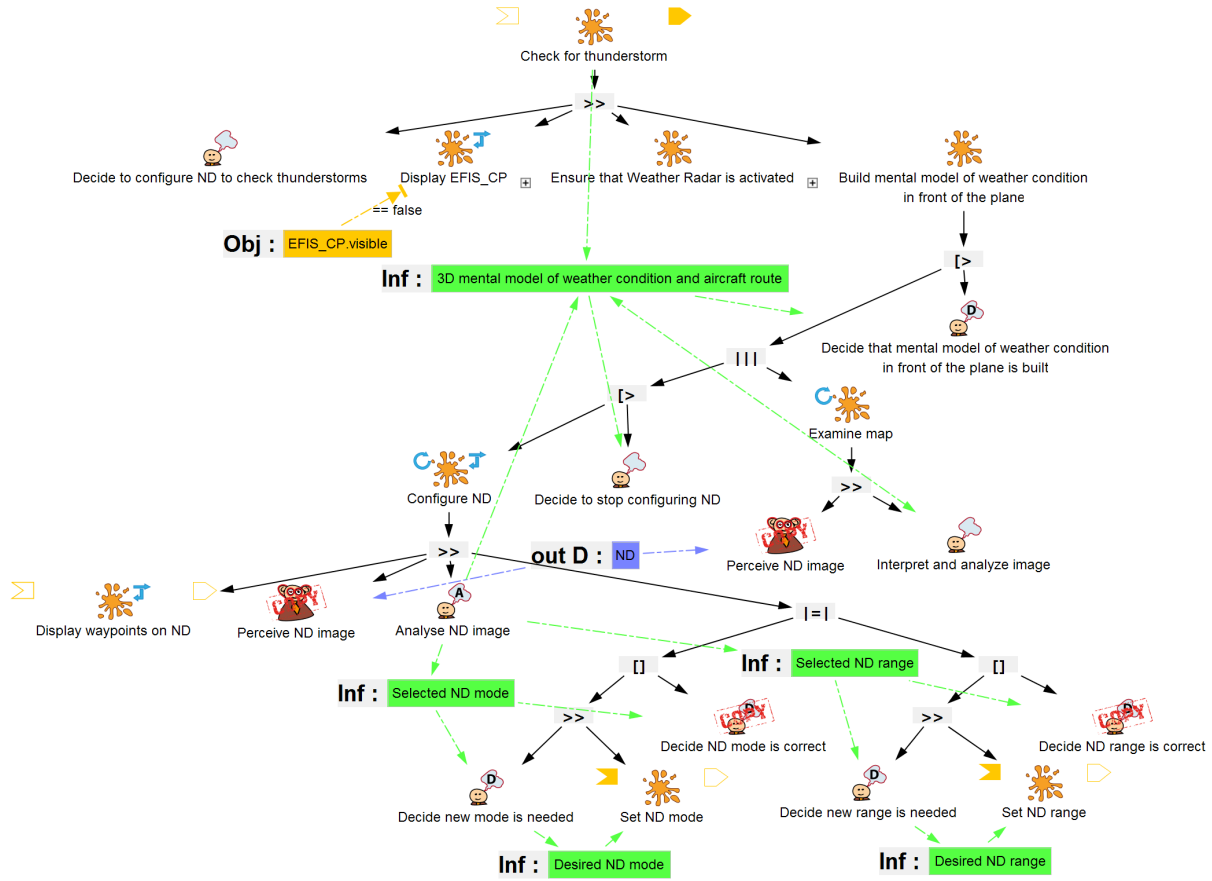 Check for thunderstorm
>>
Decide to configure ND to check thunderstorms
Display EFIS_CP
Ensure that Weather Radar is activated
Build mental model of weather condition
in front of the plane
== false
Obj :
EFIS_CP.visible
[>
Inf :
3D mental model of weather condition and aircraft route
D
Decide that mental model of weather condition
in front of the plane is built
|||
[>
Examine map
Configure ND
Decide to stop configuring ND
>>
COPY
Perceive ND image
Interpret and analyze image
>>
out D :
ND
Display waypoints on ND
COPY
Perceive ND image
A
Analyse ND image
|=|
Inf :
Selected ND mode
[]
Inf :
Selected ND range
[]
>>
COPY
D
Decide ND mode is correct
>>
COPY
D
Decide ND range is correct
D
Decide new mode is needed
Set ND mode
D
Decide new range is needed
Set ND range
Inf :
Desired ND mode
Inf :
Desired ND range